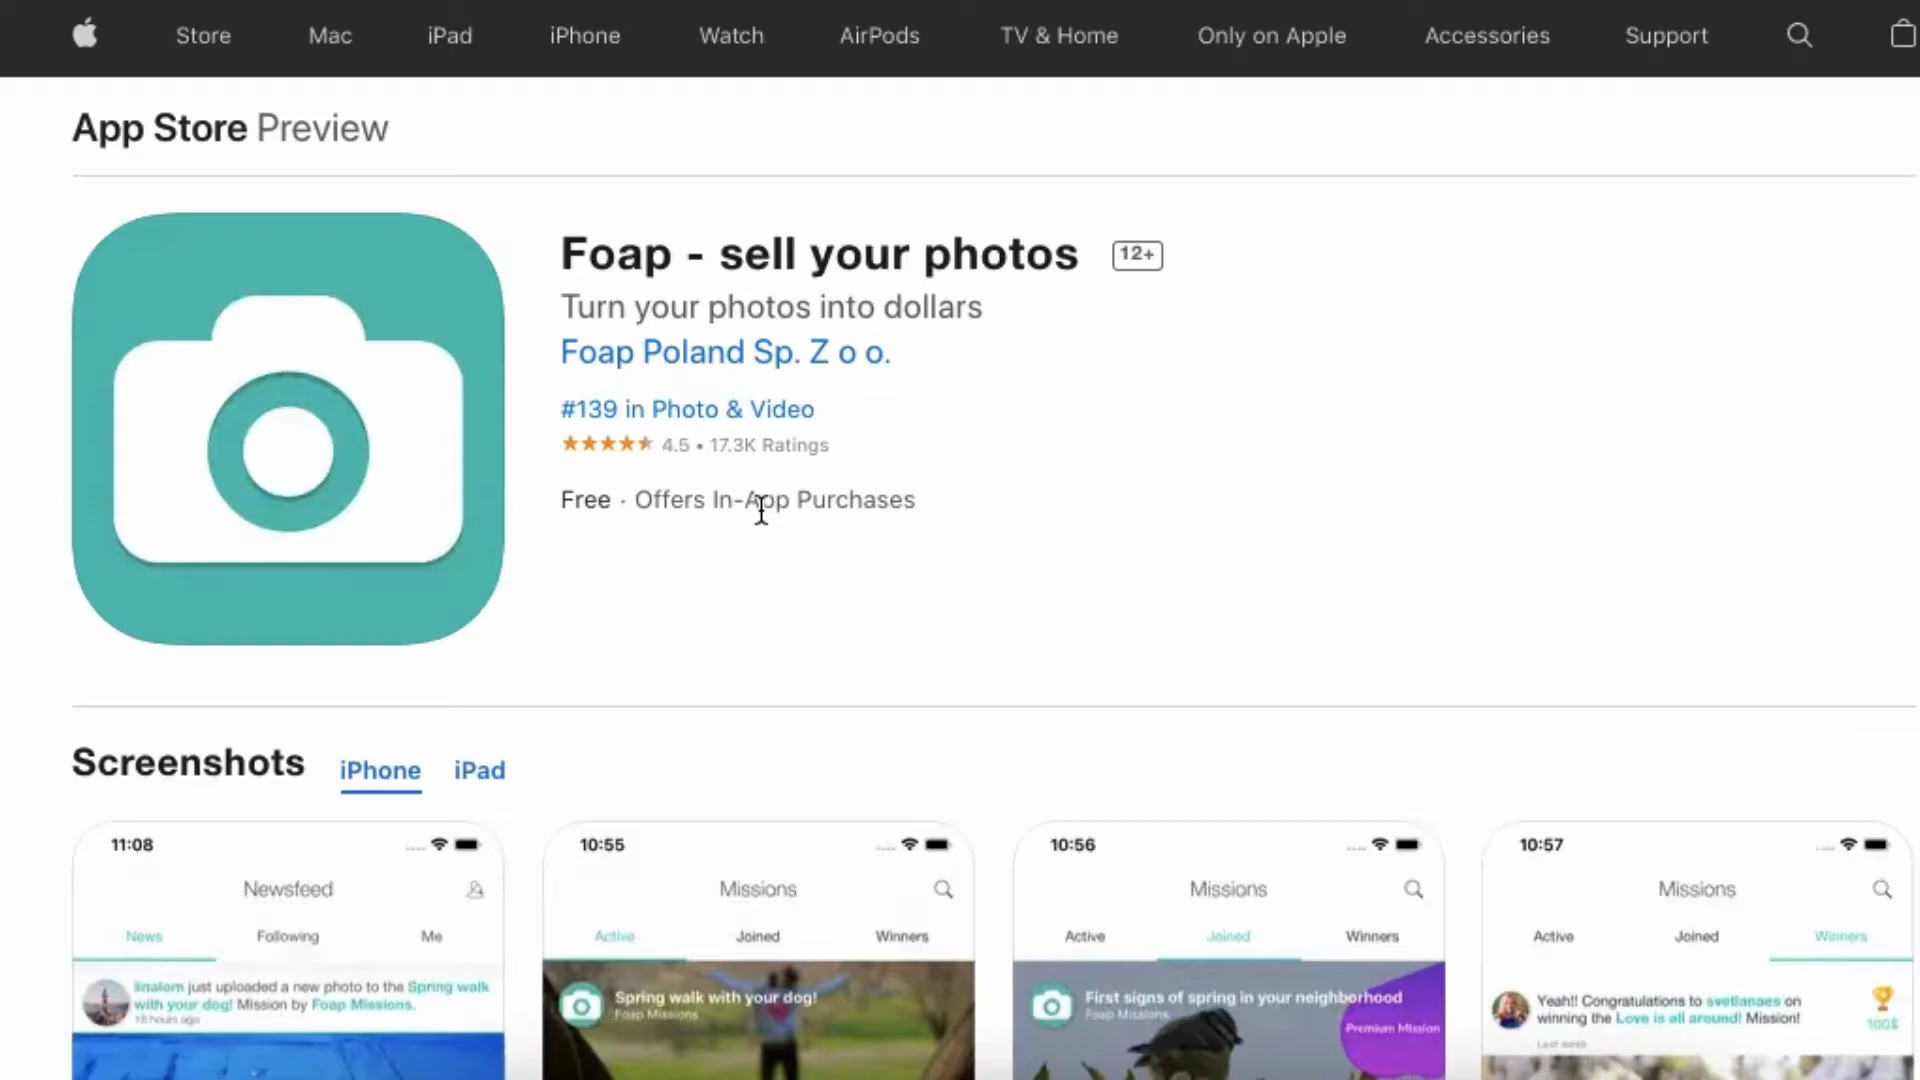 Store Mac iPad iPhone Watch AirPods TV & Home Only on Apple Accessories Support
App Store Preview
Foap - sell your photos 12+
Turn your photos into dollars
Foap Poland Sp. Z o o.
#139 in Photo & Video
4.5 • 17.3K Ratings
Free · Offers In-App Purchases
Screenshots iPhone iPad
11:08
Newsfeed
News Following Me
linalom just uploaded a new photo to the Spring walk
with your dog! Mission by Foap Missions.
18 hours ago
10:55
Missions
Active Joined Winners
Spring walk with your dog!
Foap Missions
10:56
Missions
Active Joined Winners
First signs of spring in your neighborhood
Foap Missions
Premium Mission
10:57
Missions
Active Joined Winners
Yeah!! Congratulations to svetlanaes on
winning the Love is all around! Mission!
Last week
100$